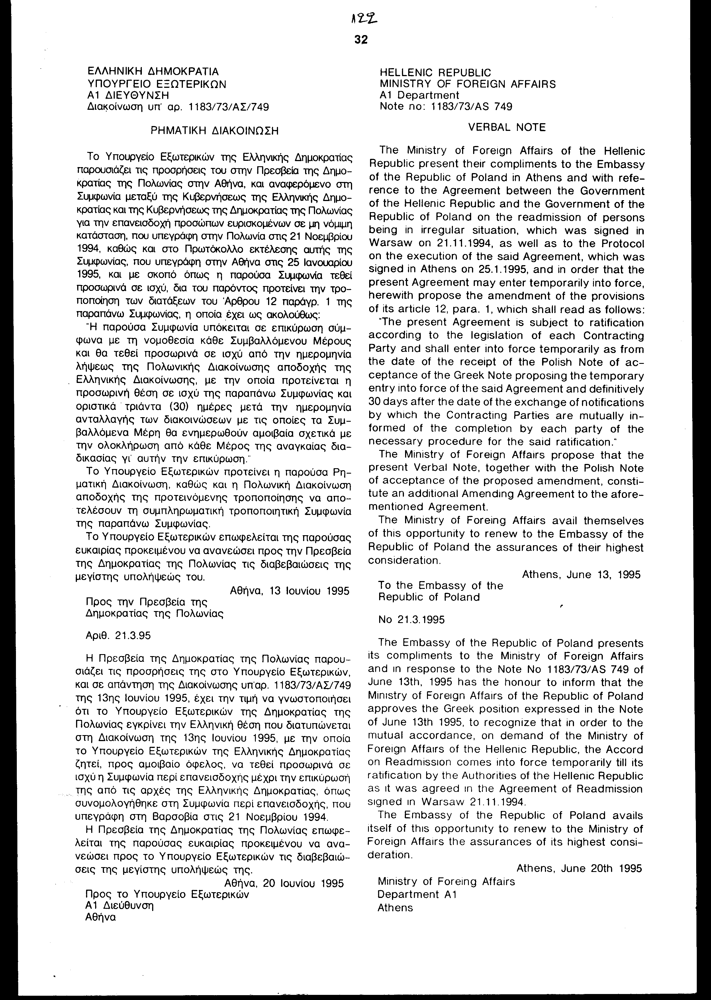 122
32
ΕΛΛΗΝΙΚΗ ΔΗΜΟΚΡΑΤΙΑ
ΥΠΟΥΡΓΕΙΟ ΕΞΩΤΕΡΙΚΩΝ
Α1 ΔΙΕΥΘΥΝΣΗ
Διακοίνωση υπ' αρ. 1183/73/ΑΣ/749
ΡΗΜΑΤΙΚΗ ΔΙΑΚΟΙΝΩΣΗ
Το Υπουργείο Εξωτερικών της Ελληνικής Δημοκρατίας
παρουσιάζει τις προσρήσεις του στην Πρεσβεία της Δημο-
κρατίας της Πολωνίας στην Αθήνα, και αναφερόμενο στη
Συμφωνία μεταξύ της Κυβερνήσεως της Ελληνικής Δημο-
κρατίας και της Κυβερνήσεως της Δημοκρατίας της Πολωνίας
για την επανεισδοχή προσώπων ευρισκομένων σε μη νόμιμη
κατάσταση, που υπεγράφη στην Πολωνία στις 21 Νοεμβρίου
1994, καθώς και στο Πρωτόκολλο εκτέλεσης αυτής της
Συμφωνίας, που υπεγράφη στην Αθήνα στις 25 Ιανουαρίου
1995, και με σκοπό όπως η παρούσα Συμφωνία τεθεί
προσωρινά σε ισχύ, δια του παρόντος προτείνει την τρο-
ποποίηση των διατάξεων του Άρθρου 12 παράγρ. 1 της
παραπάνω Συμφωνίας, η οποία έχει ως ακολούθως:
"Η παρούσα Συμφωνία υπόκειται σε επικύρωση σύμ-
φωνα με τη νομοθεσία κάθε Συμβαλλόμενου Μέρους
και θα τεθεί προσωρινά σε ισχύ από την ημερομηνία
λήψεως της Πολωνικής Διακοίνωσης αποδοχής της
Ελληνικής Διακοίνωσης, με την οποία προτείνεται η
προσωρινή θέση σε ισχύ της παραπάνω Συμφωνίας και
οριστικά τριάντα (30) ημέρες μετά την ημερομηνία
ανταλλαγής των διακοινώσεων με τις οποίες τα Συμ-
βαλλόμενα Μέρη θα ενημερωθούν αμοιβαία σχετικά με
την ολοκλήρωση από κάθε Μέρος της αναγκαίας δια-
δικασίας γι' αυτήν την επικύρωση."
Το Υπουργείο Εξωτερικών προτείνει η παρούσα Ρη-
ματική Διακοίνωση, καθώς και η Πολωνική Διακοίνωση
αποδοχής της προτεινόμενης τροποποίησης να απο-
τελέσουν τη συμπληρωματική τροποποιητική Συμφωνία
της παραπάνω Συμφωνίας.
Το Υπουργείο Εξωτερικών επωφελείται της παρούσας
ευκαιρίας προκειμένου να ανανεώσει προς την Πρεσβεία
της Δημοκρατίας της Πολωνίας τις διαβεβαιώσεις της
μεγίστης υπολήψεώς του.
Αθήνα, 13 Ιουνίου 1995
Προς την Πρεσβεία της
Δημοκρατίας της Πολωνίας
Αριθ. 21.3.95
Η Πρεσβεία της Δημοκρατίας της Πολωνίας παρου-
σιάζει τις προσρήσεις της στο Υπουργείο Εξωτερικών,
και σε απάντηση της Διακοίνωσης υπ'αρ. 1183/73/ΑΣ/749
της 13ης Ιουνίου 1995, έχει την τιμή να γνωστοποιήσει
ότι το Υπουργείο Εξωτερικών της Δημοκρατίας της
Πολωνίας εγκρίνει την Ελληνική θέση που διατυπώνεται
στη Διακοίνωση της 13ης Ιουνίου 1995, με την οποία
το Υπουργείο Εξωτερικών της Ελληνικής Δημοκρατίας
ζητεί, προς αμοιβαίο όφελος, να τεθεί προσωρινά σε
ισχύ η Συμφωνία περί επανεισδοχής μέχρι την επικύρωσή
της από τις αρχές της Ελληνικής Δημοκρατίας, όπως
συνομολογήθηκε στη Συμφωνία περί επανεισδοχής, που
υπεγράφη στη Βαρσοβία στις 21 Νοεμβρίου 1994.
Η Πρεσβεία της Δημοκρατίας της Πολωνίας επωφε-
λείται της παρούσας ευκαιρίας προκειμένου να ανα-
νεώσει προς το Υπουργείο Εξωτερικών τις διαβεβαιώ-
σεις της μεγίστης υπολήψεώς της.
Αθήνα, 20 Ιουνίου 1995
Προς το Υπουργείο Εξωτερικών
Α1 Διεύθυνση
Αθήνα
HELLENIC REPUBLIC
MINISTRY OF FOREIGN AFFAIRS
A1 Department
Note no: 1183/73/AS 749
VERBAL NOTE
The Ministry of Foreign Affairs of the Hellenic
Republic present their compliments to the Embassy
of the Republic of Poland in Athens and with refe-
rence to the Agreement between the Government
of the Hellenic Republic and the Government of the
Republic of Poland on the readmission of persons
being in irregular situation, which was signed in
Warsaw on 21.11.1994, as well as to the Protocol
on the execution of the said Agreement, which was
signed in Athens on 25.1.1995, and in order that the
present Agreement may enter temporarily into force,
herewith propose the amendment of the provisions
of its article 12, para. 1, which shall read as follows:
"The present Agreement is subject to ratification
according to the legislation of each Contracting
Party and shall enter into force temporarily as from
the date of the receipt of the Polish Note of ac-
ceptance of the Greek Note proposing the temporary
entry into force of the said Agreement and definitively
30 days after the date of the exchange of notifications
by which the Contracting Parties are mutually in-
formed of the completion by each party of the
necessary procedure for the said ratification."
The Ministry of Foreign Affairs propose that the
present Verbal Note, together with the Polish Note
of acceptance of the proposed amendment, consti-
tute an additional Amending Agreement to the afore-
mentioned Agreement.
The Ministry of Foreing Affairs avail themselves
of this opportunity to renew to the Embassy of the
Republic of Poland the assurances of their highest
consideration.
Athens, June 13, 1995
To the Embassy of the
Republic of Poland
No 21.3.1995
The Embassy of the Republic of Poland presents
its compliments to the Ministry of Foreign Affairs
and in response to the Note No 1183/73/AS 749 of
June 13th, 1995 has the honour to inform that the
Ministry of Foreign Affairs of the Republic of Poland
approves the Greek position expressed in the Note
of June 13th 1995, to recognize that in order to the
mutual accordance, on demand of the Ministry of
Foreign Affairs of the Hellenic Republic, the Accord
on Readmission comes into force temporarily till its
ratification by the Authorities of the Hellenic Republic
as it was agreed in the Agreement of Readmission
signed in Warsaw 21.11.1994.
The Embassy of the Republic of Poland avails
itself of this opportunity to renew to the Ministry of
Foreign Affairs the assurances of its highest consi-
deration.
Athens, June 20th 1995
Ministry of Foreing Affairs
Department A1
Athens